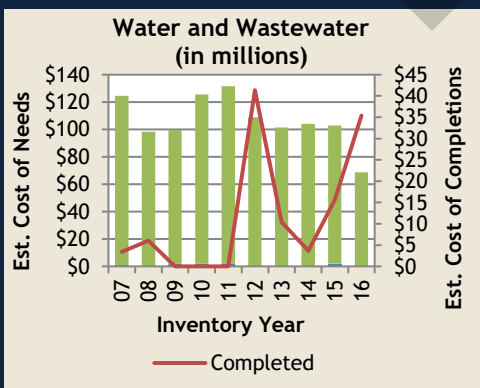 Water and Wastewater
(in millions)
Est. Cost of Needs
$140
$120
$100
$80
$60
$40
$20
$0
$45
$40
$35
$30
$25
$20
$15
$10
$5
$0
Est. Cost of Completions
07 08 09 10 11 12 13 14 15 16
Inventory Year
Completed